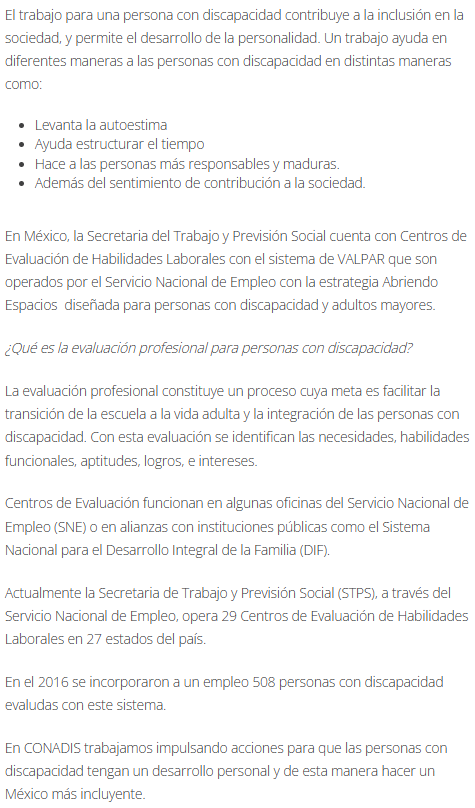 El trabajo para una persona con discapacidad contribuye a la inclusión en la
sociedad, y permite el desarrollo de la personalidad. Un trabajo ayuda en
diferentes maneras a las personas con discapacidad en distintas maneras
como:
• Levanta la autoestima
• Ayuda estructurar el tiempo
• Hace a las personas más responsables y maduras.
• Además del sentimiento de contribución a la sociedad.
En México, la Secretaria del Trabajo y Previsión Social cuenta con Centros de
Evaluación de Habilidades Laborales con el sistema de VALPAR que son
operados por el Servicio Nacional de Empleo con la estrategia Abriendo
Espacios  diseñada para personas con discapacidad y adultos mayores.
¿Qué es la evaluación profesional para personas con discapacidad?
La evaluación profesional constituye un proceso cuya meta es facilitar la
transición de la escuela a la vida adulta y la integración de las personas con
discapacidad. Con esta evaluación se identifican las necesidades, habilidades
funcionales, aptitudes, logros, e intereses.
Centros de Evaluación funcionan en algunas oficinas del Servicio Nacional de
Empleo (SNE) o en alianzas con instituciones públicas como el Sistema
Nacional para el Desarrollo Integral de la Familia (DIF).
Actualmente la Secretaria de Trabajo y Previsión Social (STPS), a través del
Servicio Nacional de Empleo, opera 29 Centros de Evaluación de Habilidades
Laborales en 27 estados del país.
En el 2016 se incorporaron a un empleo 508 personas con discapacidad
evaludas con este sistema.
En CONADIS trabajamos impulsando acciones para que las personas con
discapacidad tengan un desarrollo personal y de esta manera hacer un
México más incluyente.